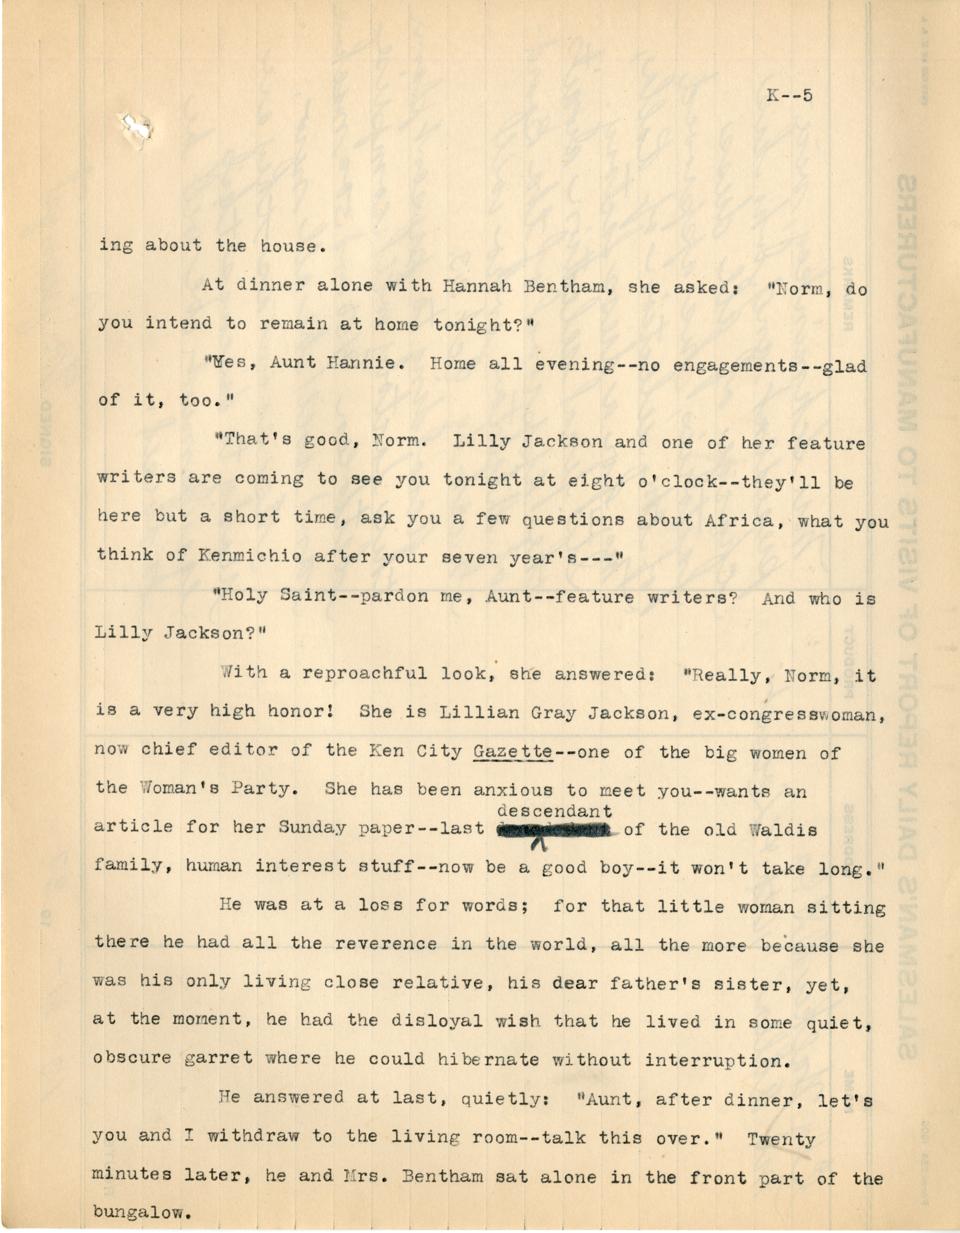 K--5
ing about the house.
At dinner alone with Hannah Bentham, she asked: "Norm, do
you intend to remain at home tonight?"
"Yes, Aunt Hannie. Home all evening--no engagements--glad
of it, too."
"That's good, Norm. Lilly Jackson and one of her feature
writers are coming to see you tonight at eight o'clock--they'll be
here but a short time, ask you a few questions about Africa, what you
think of Kenmichio after your seven year's---"
"Holy Saint--pardon me, Aunt--feature writers? And who is
Lilly Jackson?"
With a reproachful look, she answered: "Really, Norm, it
is a very high honor! She is Lillian Gray Jackson, ex-congresswoman,
now chief editor of the Ken City Gazette--one of the big women of
the Woman's Party. She has been anxious to meet you--wants an
descendant
article for her Sunday paper--last of the old Waldis
family, human interest stuff--now be a good boy--it won't take long."
He was at a loss for words; for that little woman sitting
there he had all the reverence in the world, all the more because she
was his only living close relative, his dear father's sister, yet,
at the moment, he had the disloyal wish that he lived in some quiet,
obscure garret where he could hibernate without interruption.
He answered at last, quietly: "Aunt, after dinner, let's
you and I withdraw to the living room--talk this over." Twenty
minutes later, he and Mrs. Bentham sat alone in the front part of the
bungalow.
SALESMAN'S DAILY REPORT OF VISITS TO MANUFACTURERS
REMARKS
PRODUCT
ADDRESS
NAME
SIGNED
19